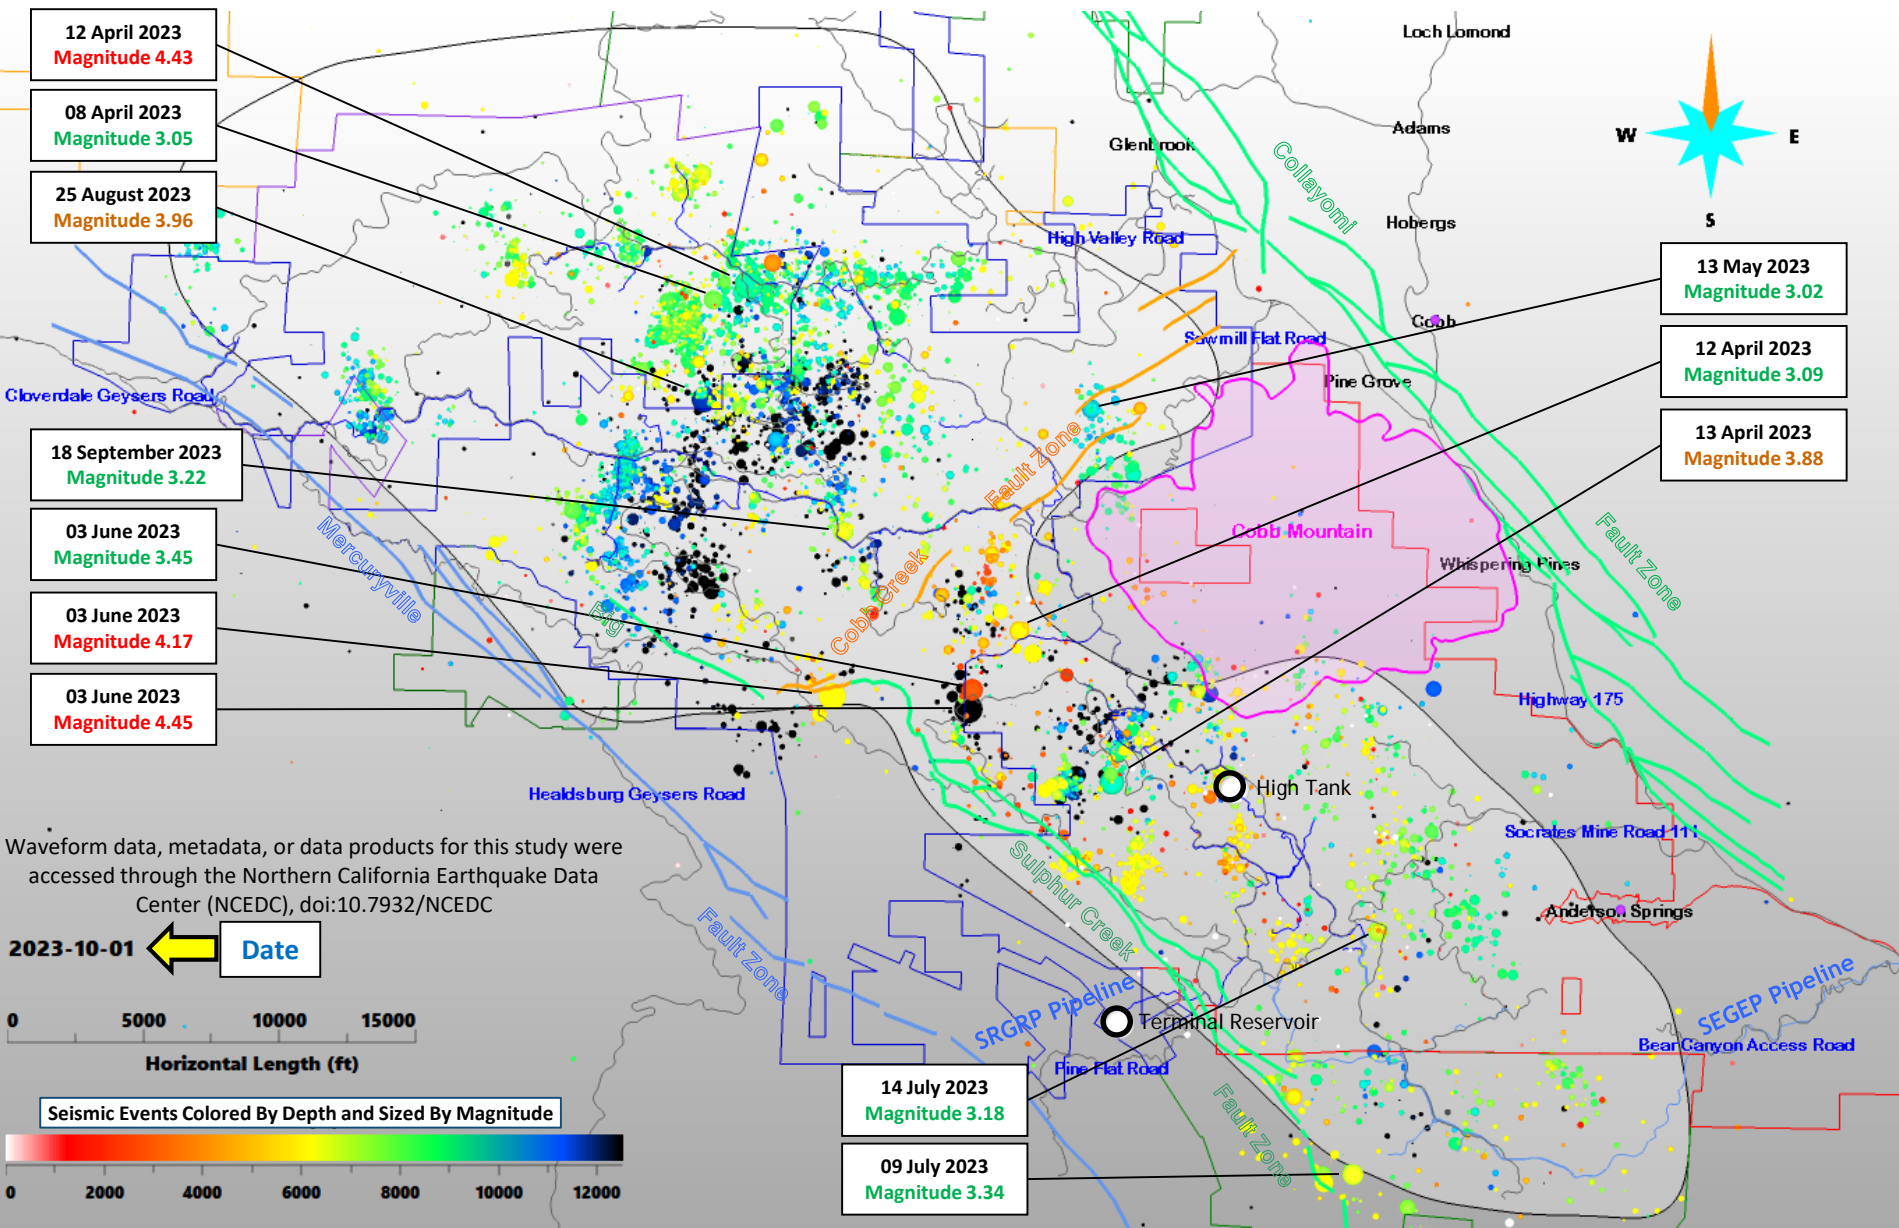 12 April 2023
Magnitude 4.43
08 April 2023
Magnitude 3.05
25 August 2023
Magnitude 3.96
18 September 2023
Magnitude 3.22
03 June 2023
Magnitude 3.45
03 June 2023
Magnitude 4.17
03 June 2023
Magnitude 4.45
13 May 2023
Magnitude 3.02
12 April 2023
Magnitude 3.09
13 April 2023
Magnitude 3.88
14 July 2023
Magnitude 3.18
09 July 2023
Magnitude 3.34
Loch Lomond
Adams
Glenbrook
Hobergs
Cobb
Pine Grove
Whispering Pines
Anderson Springs
W
E
S
Collayomi
Fault Zone
High Valley Road
Sawmill Flat Road
Cloverdale Geysers Road
Cobb Mountain
Highway 175
Healdsburg Geysers Road
Socrates Mine Road 111
Bear Canyon Access Road
Pine Flat Road
Mercuryville
Fault Zone
Cobb Creek
Fault Zone
Big
Sulphur Creek
Fault Zone
High Tank
Terminal Reservoir
SRGRP Pipeline
SEGEP Pipeline
Waveform data, metadata, or data products for this study were
accessed through the Northern California Earthquake Data
Center (NCEDC), doi:10.7932/NCEDC
2023-10-01
Date
0 5000 10000 15000
Horizontal Length (ft)
Seismic Events Colored By Depth and Sized By Magnitude
0 2000 4000 6000 8000 10000 12000